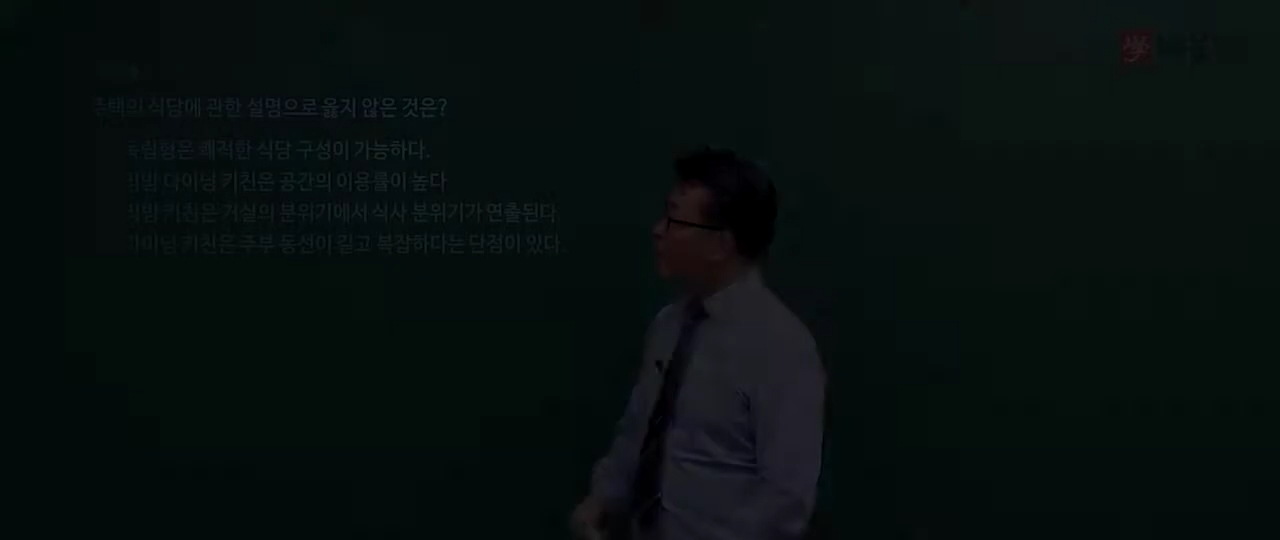 주택의 식당에 관한 설명으로 옳지 않은 것은?
독립형은 쾌적한 식당 구성이 가능하다.
리빙 다이닝 키친은 공간의 이용률이 높다
리빙 키친은 거실의 분위기에서 식사 분위기가 연출된다
다이닝 키친은 주부 동선이 길고 복잡하다는 단점이 있다.
學